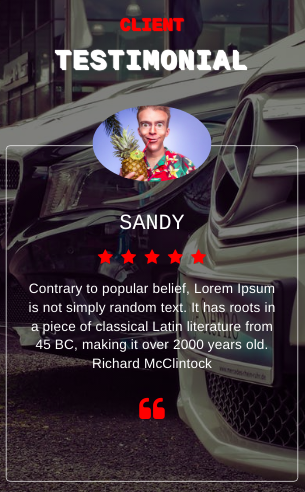 CLIENT
TESTIMONIAL
SANDY
Contrary to popular belief, Lorem Ipsum
is not simply random text. It has roots in
a piece of classical Latin literature from
45 BC, making it over 2000 years old.
Richard McClintock